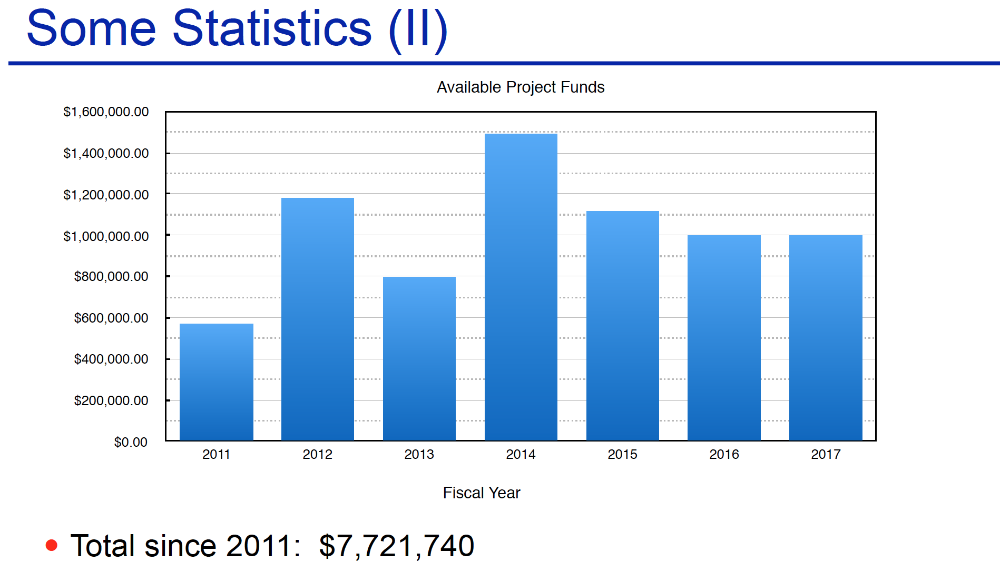 Some Statistics (II)
Available Project Funds
$1,600,000.00
$1,400,000.00
$1,200,000.00
$1,000,000.00
$800,000.00
$600,000.00
$400,000.00
$200,000.00
$0.00
2011 2012 2013 2014 2015 2016 2017
Fiscal Year
• Total since 2011: $7,721,740